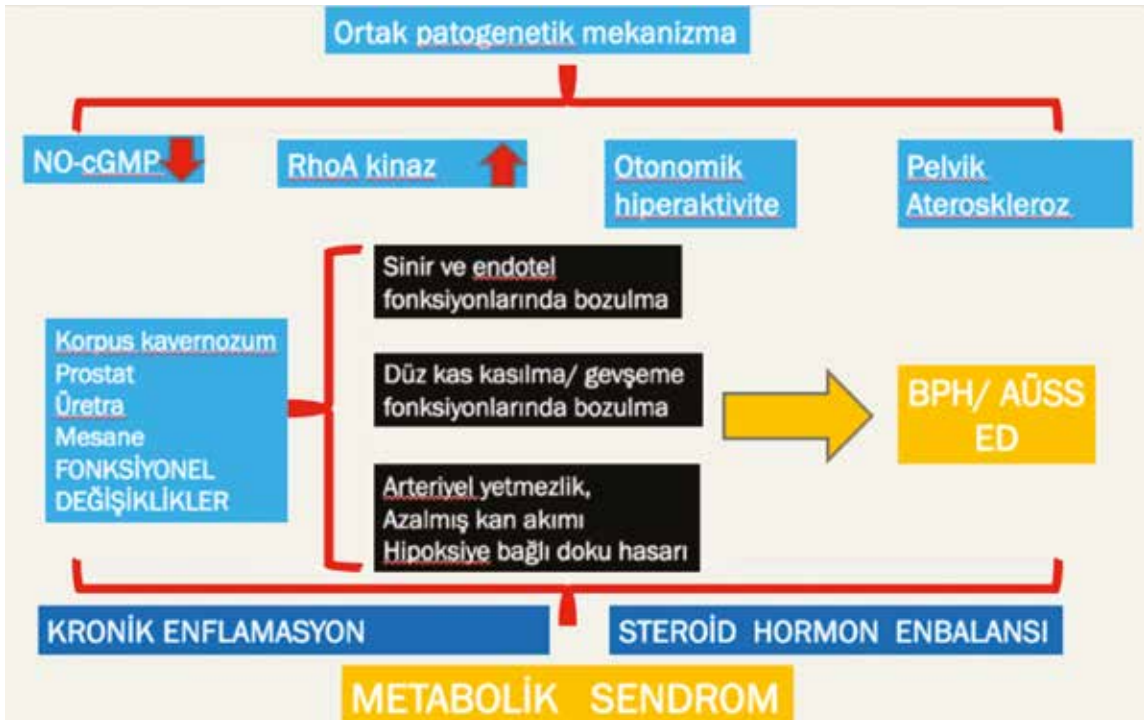 Ortak patogenetik mekanizma
NO-cGMP
RhoA kinaz
Otonomik
hiperaktivite
Pelvik
Ateroskleroz
Sinir ve endotel
fonksiyonlarında bozulma
Korpus kavernozum
Prostat
Üretra
Mesane
FONKSİYONEL
DEĞİŞİKLİKLER
Düz kas kasılma/ gevşeme
fonksiyonlarında bozulma
Arteriyel yetmezlik,
Azalmış kan akımı
Hipoksiye bağlı doku hasarı
BPH/ AÜSS
ED
KRONİK ENFLAMASYON
STEROİD HORMON ENBALANSI
METABOLİK SENDROM